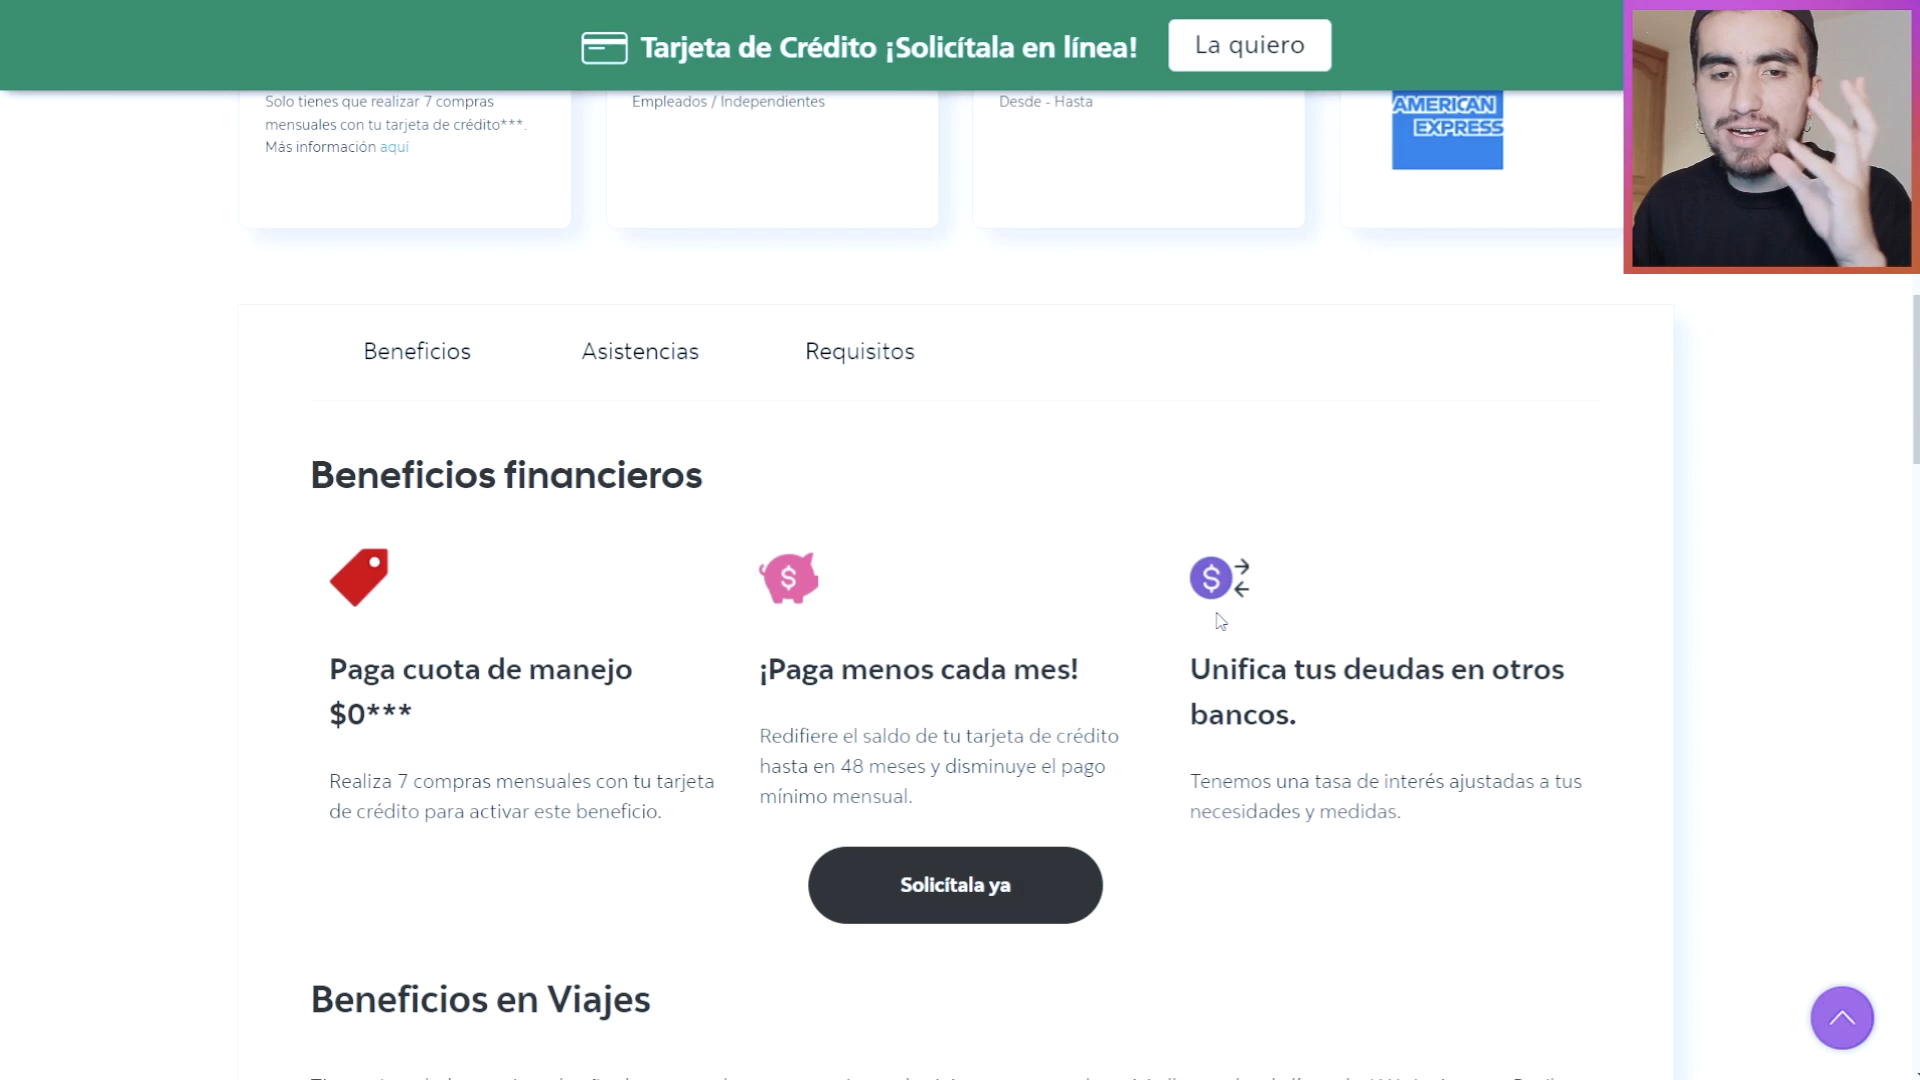 Tarjeta de Crédito ¡Solicítala en línea!
La quiero
Solo tienes que realizar 7 compras
mensuales con tu tarjeta de crédito***.
Más información aquí
Empleados / Independientes
Desde - Hasta
AMERICAN
EXPRESS
Beneficios
Asistencias
Requisitos
Beneficios financieros
Paga cuota de manejo
$0***
Realiza 7 compras mensuales con tu tarjeta
de crédito para activar este beneficio.
¡Paga menos cada mes!
Redifiere el saldo de tu tarjeta de crédito
hasta en 48 meses y disminuye el pago
mínimo mensual.
Unifica tus deudas en otros
bancos.
Tenemos una tasa de interés ajustadas a tus
necesidades y medidas.
Solicítala ya
Beneficios en Viajes